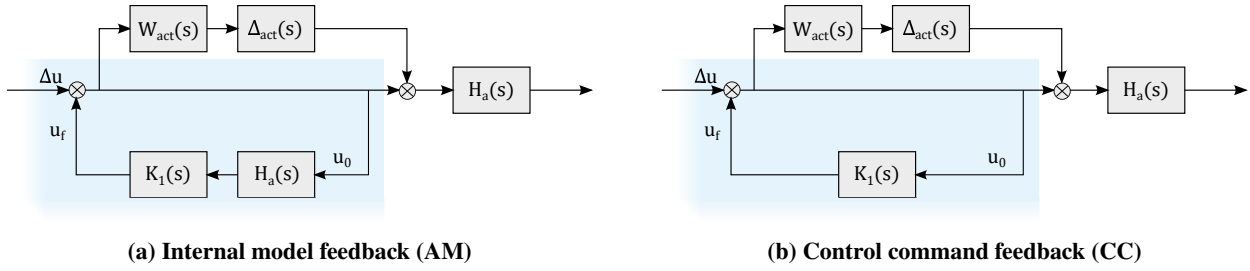 W_act(s) Δ_act(s)
Δu
H_a(s)
u_f
u_0
K_1(s) H_a(s)
(a) Internal model feedback (AM)
W_act(s) Δ_act(s)
Δu
H_a(s)
u_f
u_0
K_1(s)
(b) Control command feedback (CC)